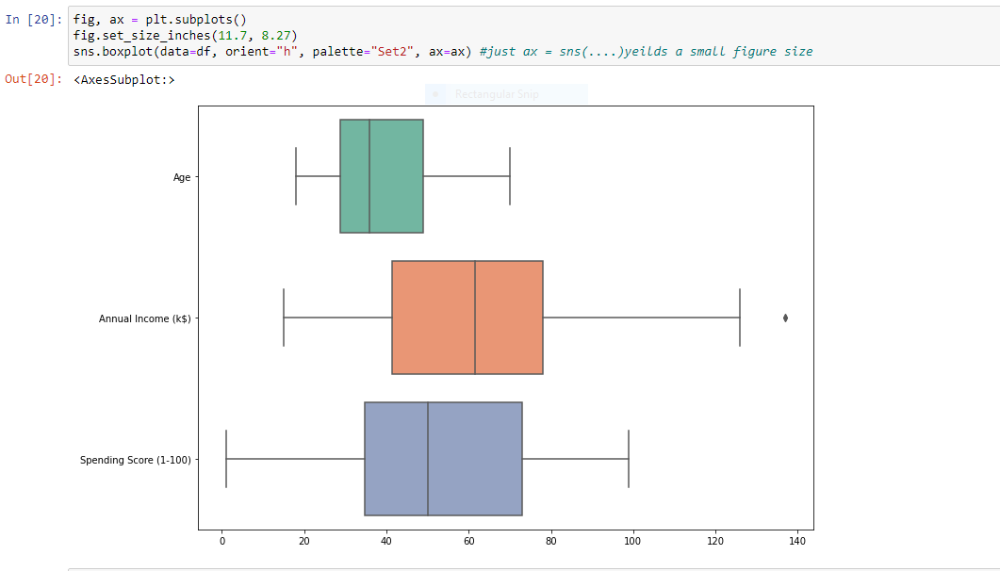 In [20]: fig, ax = plt.subplots()
fig.set_size_inches(11.7, 8.27)
sns.boxplot(data=df, orient="h", palette="Set2", ax=ax) #just ax = sns(....)yeilds a small figure size
Out[20]: <AxesSubplot:>
Rectangular Snip
Age
Annual Income (k$)
Spending Score (1-100)
0 20 40 60 80 100 120 140